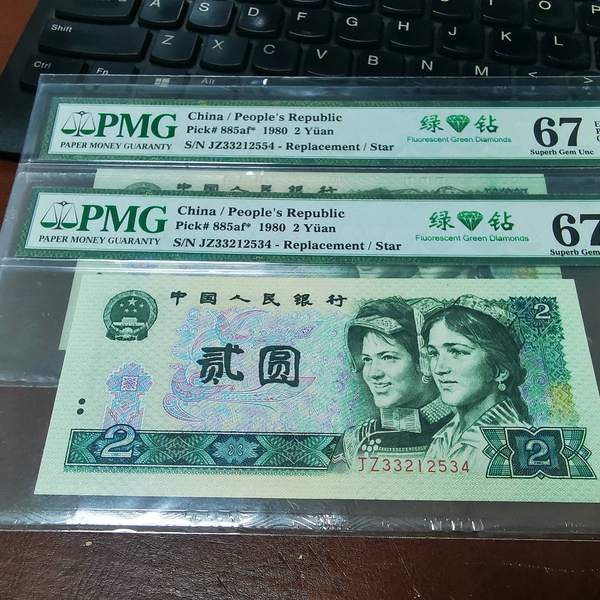 Shift
Z
X
C
V
B
N
M
Fn
Ctrl
Alt
PMG
PAPER MONEY GUARANTY
China / People's Republic
Pick# 885af* 1980 2 Yüan
S/N JZ33212554 - Replacement / Star
绿 钻
Fluorescent Green Diamonds
67
Superb Gem Unc
E
P
中国人民银行
PMG
PAPER MONEY GUARANTY
China / People's Republic
Pick# 885af* 1980 2 Yüan
S/N JZ33212534 - Replacement / Star
绿 钻
Fluorescent Green Diamonds
67
Superb Gem
中国人民银行
2
贰圆
2
JZ33212534
2